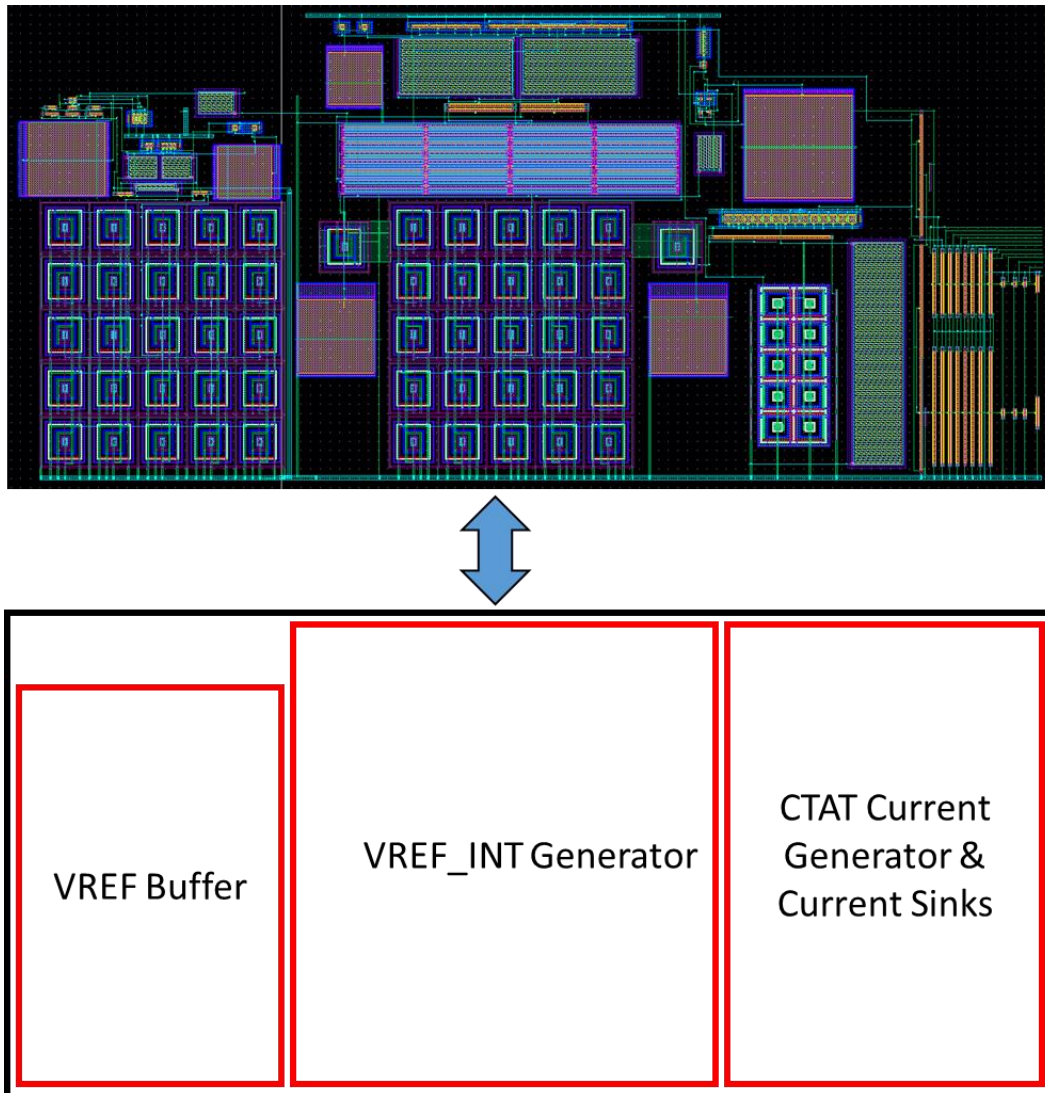 VREF Buffer
VREF_INT Generator
CTAT Current
Generator &
Current Sinks